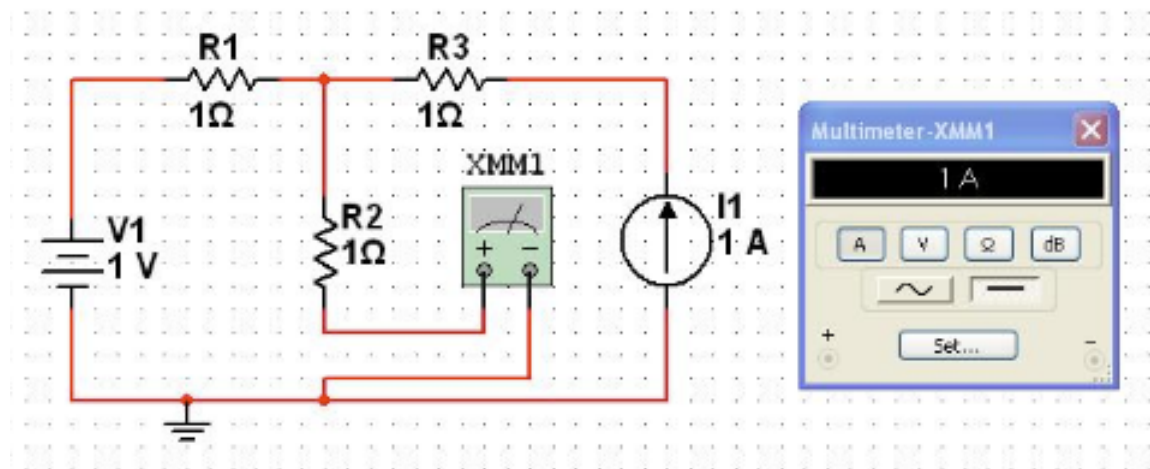 R1
1Ω
R3
1Ω
XMM1
+
−
R2
1Ω
V1
1 V
I1
1 A
Multimeter-XMM1
1 A
A
V
Ω
dB
Set...
+
−